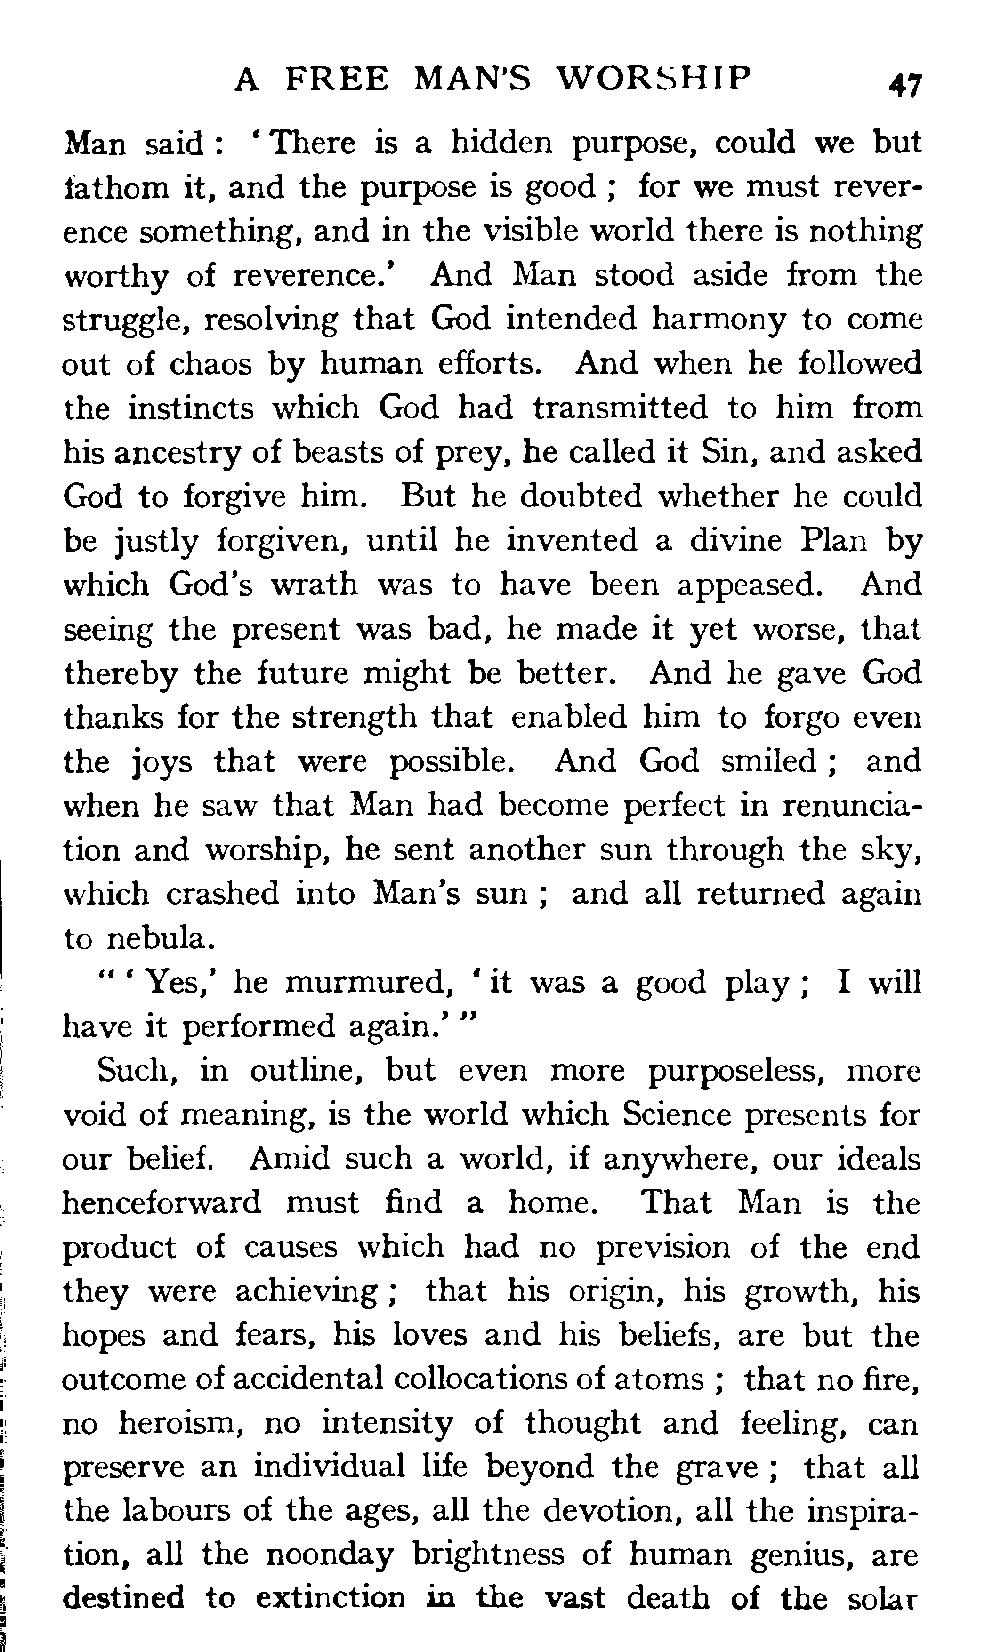 A FREE MAN'S WORSHIP 47
Man said : ‘ There is a hidden purpose, could we but
fathom it, and the purpose is good ; for we must rever-
ence something, and in the visible world there is nothing
worthy of reverence.’ And Man stood aside from the
struggle, resolving that God intended harmony to come
out of chaos by human efforts. And when he followed
the instincts which God had transmitted to him from
his ancestry of beasts of prey, he called it Sin, and asked
God to forgive him. But he doubted whether he could
be justly forgiven, until he invented a divine Plan by
which God’s wrath was to have been appeased. And
seeing the present was bad, he made it yet worse, that
thereby the future might be better. And he gave God
thanks for the strength that enabled him to forgo even
the joys that were possible. And God smiled ; and
when he saw that Man had become perfect in renuncia-
tion and worship, he sent another sun through the sky,
which crashed into Man’s sun ; and all returned again
to nebula.
“ ‘ Yes,’ he murmured, ‘ it was a good play ; I will
have it performed again.’ ”
Such, in outline, but even more purposeless, more
void of meaning, is the world which Science presents for
our belief. Amid such a world, if anywhere, our ideals
henceforward must find a home. That Man is the
product of causes which had no prevision of the end
they were achieving ; that his origin, his growth, his
hopes and fears, his loves and his beliefs, are but the
outcome of accidental collocations of atoms ; that no fire,
no heroism, no intensity of thought and feeling, can
preserve an individual life beyond the grave ; that all
the labours of the ages, all the devotion, all the inspira-
tion, all the noonday brightness of human genius, are
destined to extinction in the vast death of the solar